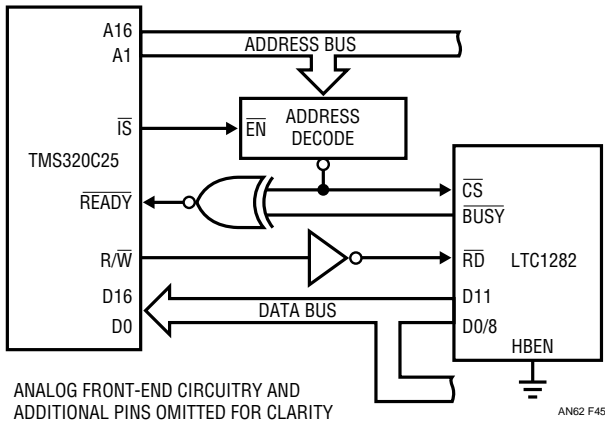 A16
A1
ADDRESS BUS
IS
EN
ADDRESS
DECODE
TMS320C25
READY
CS
BUSY
R/W
RD
LTC1282
D16
D0
DATA BUS
D11
D0/8
HBEN
ANALOG FRONT-END CIRCUITRY AND
ADDITIONAL PINS OMITTED FOR CLARITY
AN62 F45